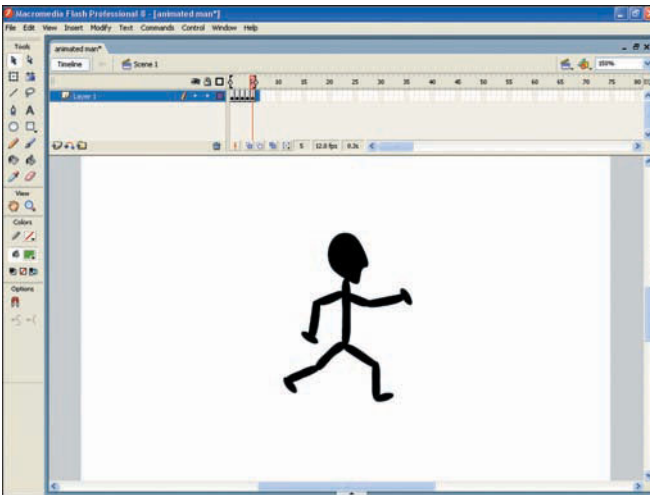 Macromedia Flash Professional 8 - [animated man*]
File Edit View Insert Modify Text Commands Control Window Help
Tools
animated man*
Timeline Scene 1 150%
5 10 15 20 25 30 35 40 45 50 55 60 65 70 75 80
Layer 1
5 12.0 fps 0.3s
View
Colors
Options